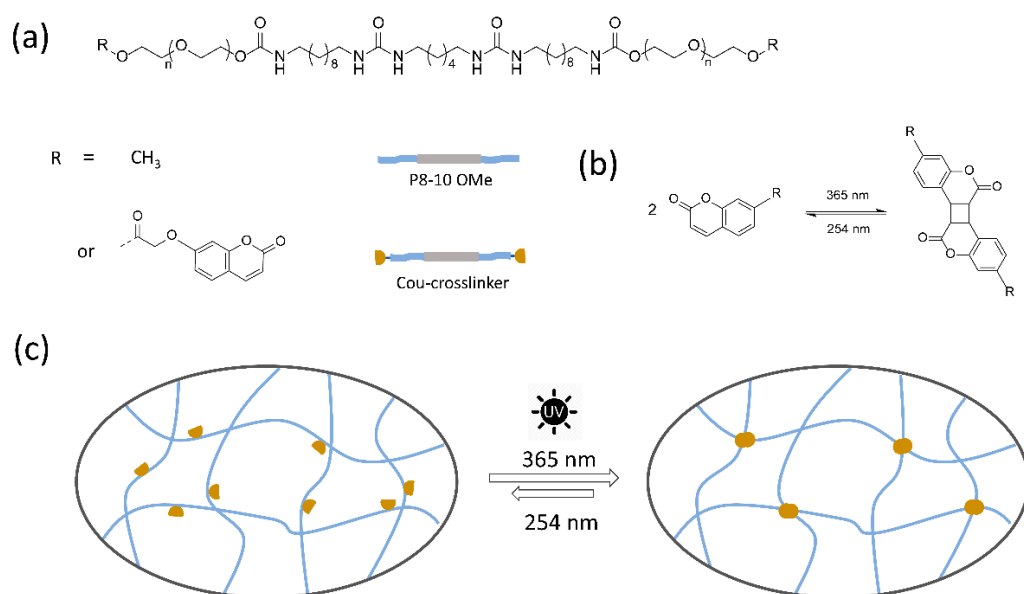 (a)
R
O
O
n
O
O
N
H
8
O
N
H
N
H
4
O
N
H
N
H
8
O
N
H
O
O
n
O
R
R = CH3
or
O
O
O
O
P8-10 OMe
Cou-crosslinker
(b)
2
O
O
R
365 nm
254 nm
R
O
O
O
O
R
(c)
UV
365 nm
254 nm